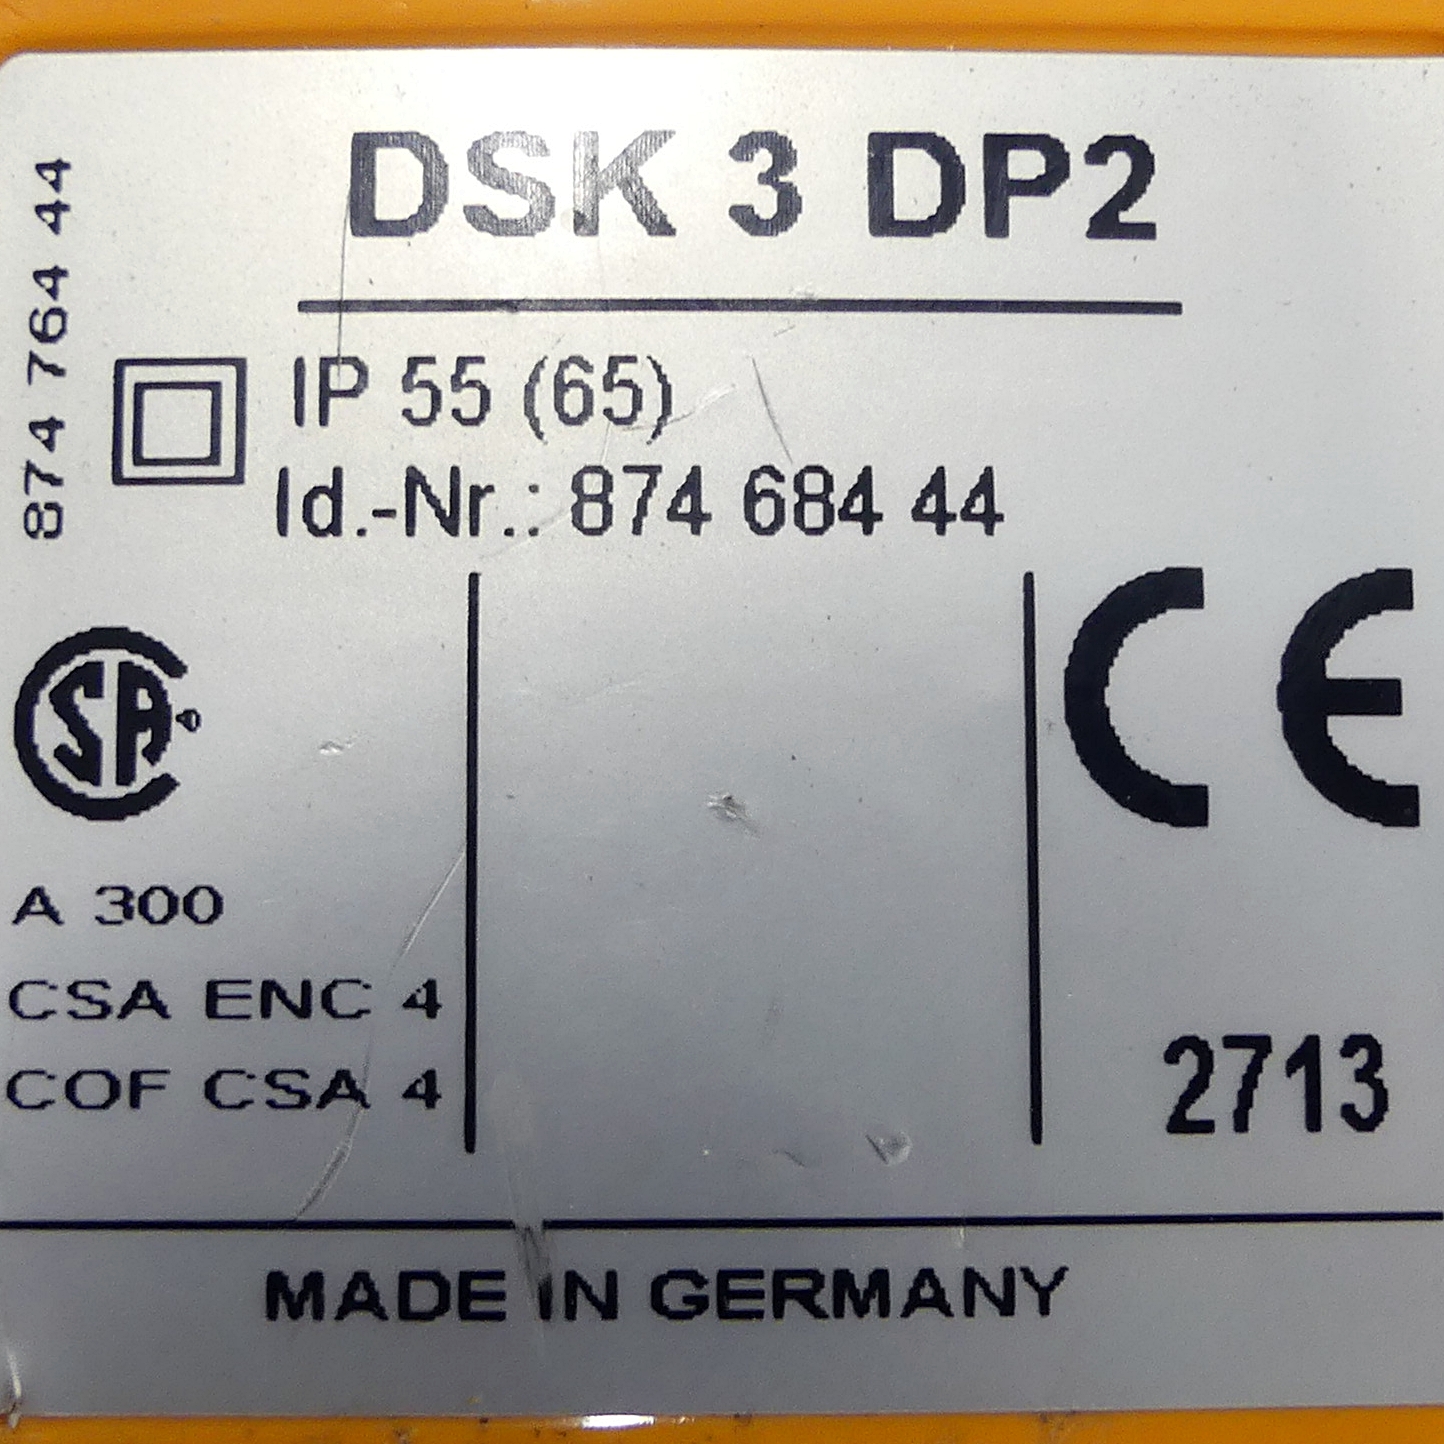 DSK 3 DP2
874 764 44
IP 55 (65)
Id.-Nr.: 874 684 44
CSA
CE
A 300
CSA ENC 4
COF CSA 4
2713
MADE IN GERMANY